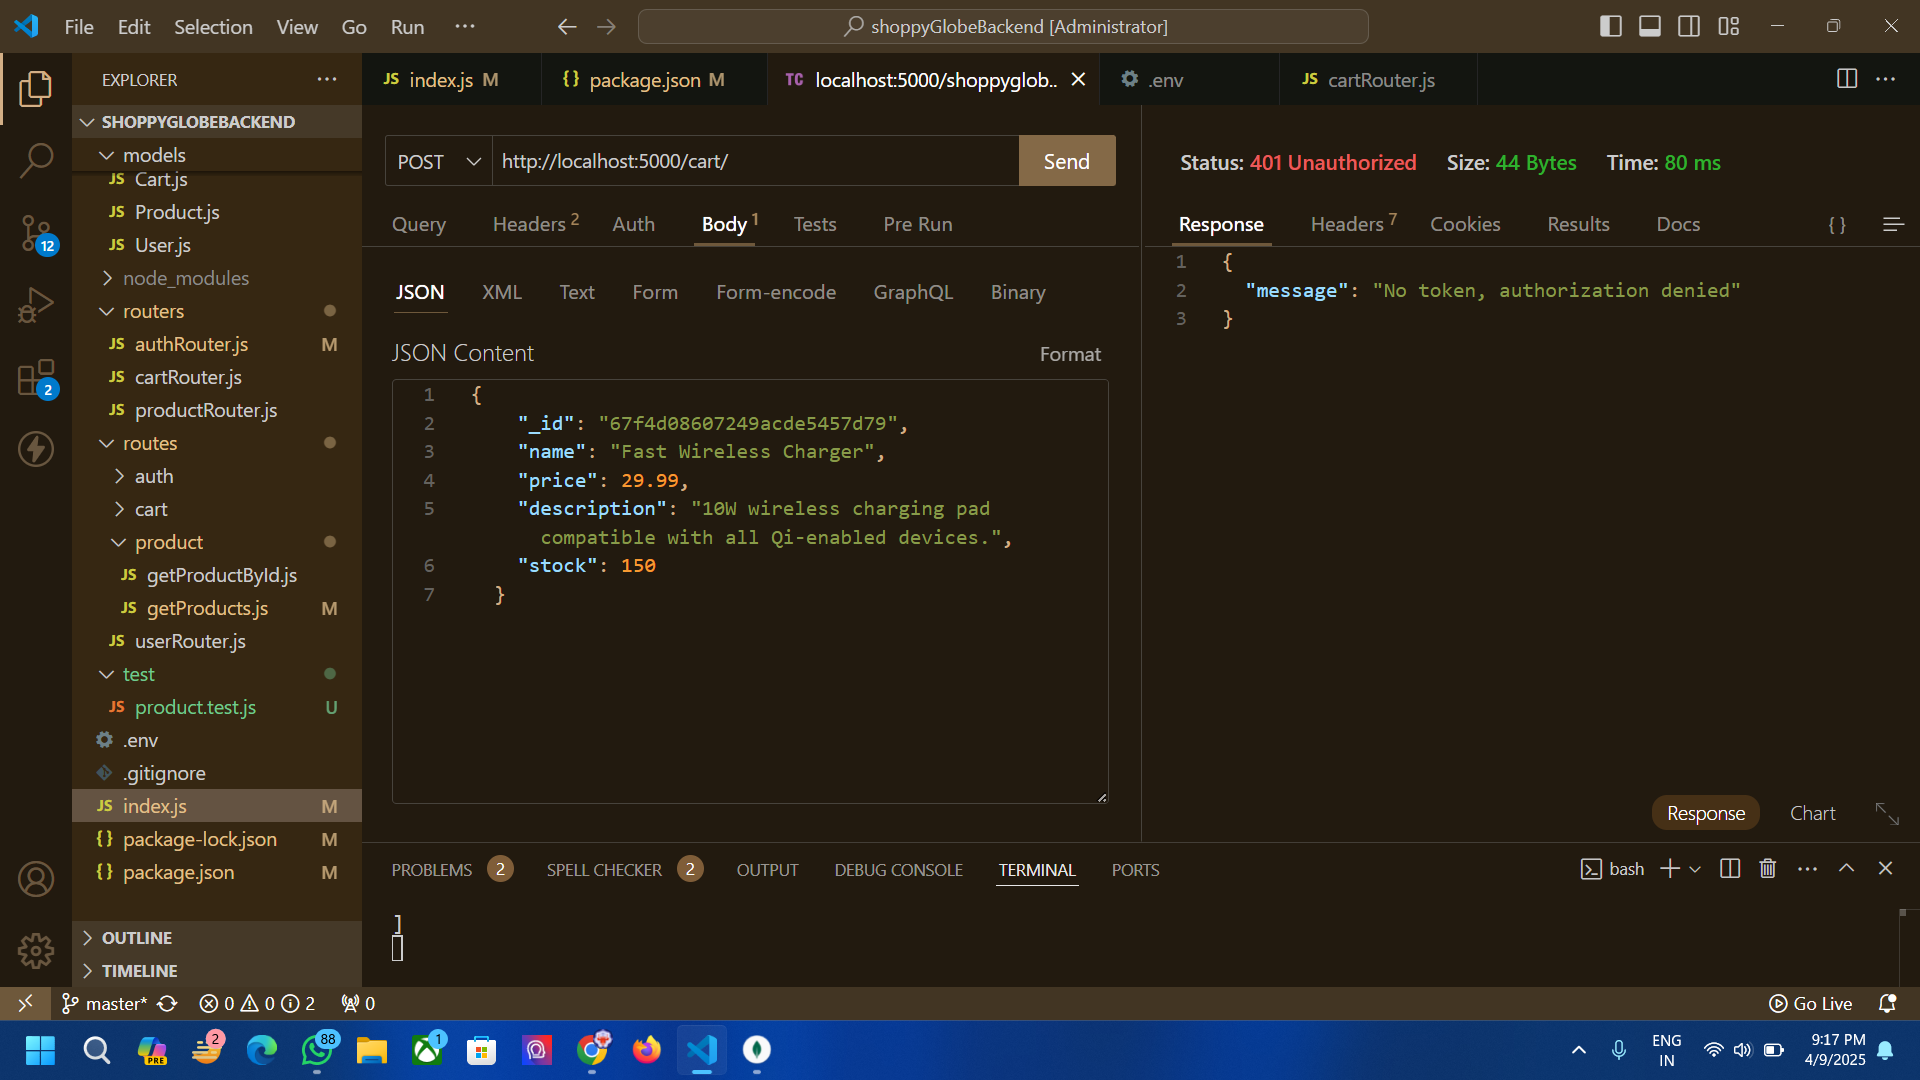 File Edit Selection View Go Run ···
shoppyGlobeBackend [Administrator]
EXPLORER ···
SHOPPYGLOBEBACKEND
models
JS Cart.js
JS Product.js
JS User.js
node_modules
routers
JS authRouter.js M
JS cartRouter.js
JS productRouter.js
routes
auth
cart
product
JS getProductById.js
JS getProducts.js M
JS userRouter.js
test
JS product.test.js U
.env
.gitignore
JS index.js M
{} package-lock.json M
{} package.json M
OUTLINE
TIMELINE
12
2
JS index.js M
{} package.json M
TC localhost:5000/shoppyglob..
.env
JS cartRouter.js
···
POST http://localhost:5000/cart/ Send
Query Headers 2 Auth Body 1 Tests Pre Run
JSON XML Text Form Form-encode GraphQL Binary
JSON Content Format
1 {
2 "_id": "67f4d08607249acde5457d79",
3 "name": "Fast Wireless Charger",
4 "price": 29.99,
5 "description": "10W wireless charging pad
compatible with all Qi-enabled devices.",
6 "stock": 150
7 }
Status: 401 Unauthorized Size: 44 Bytes Time: 80 ms
Response Headers 7 Cookies Results Docs { }
1 {
2 "message": "No token, authorization denied"
3 }
Response Chart
PROBLEMS 2 SPELL CHECKER 2 OUTPUT DEBUG CONSOLE TERMINAL PORTS
bash ···
]
master* 0 0 2 0
Go Live
PRE
2
88
1
ENG
IN
9:17 PM
4/9/2025